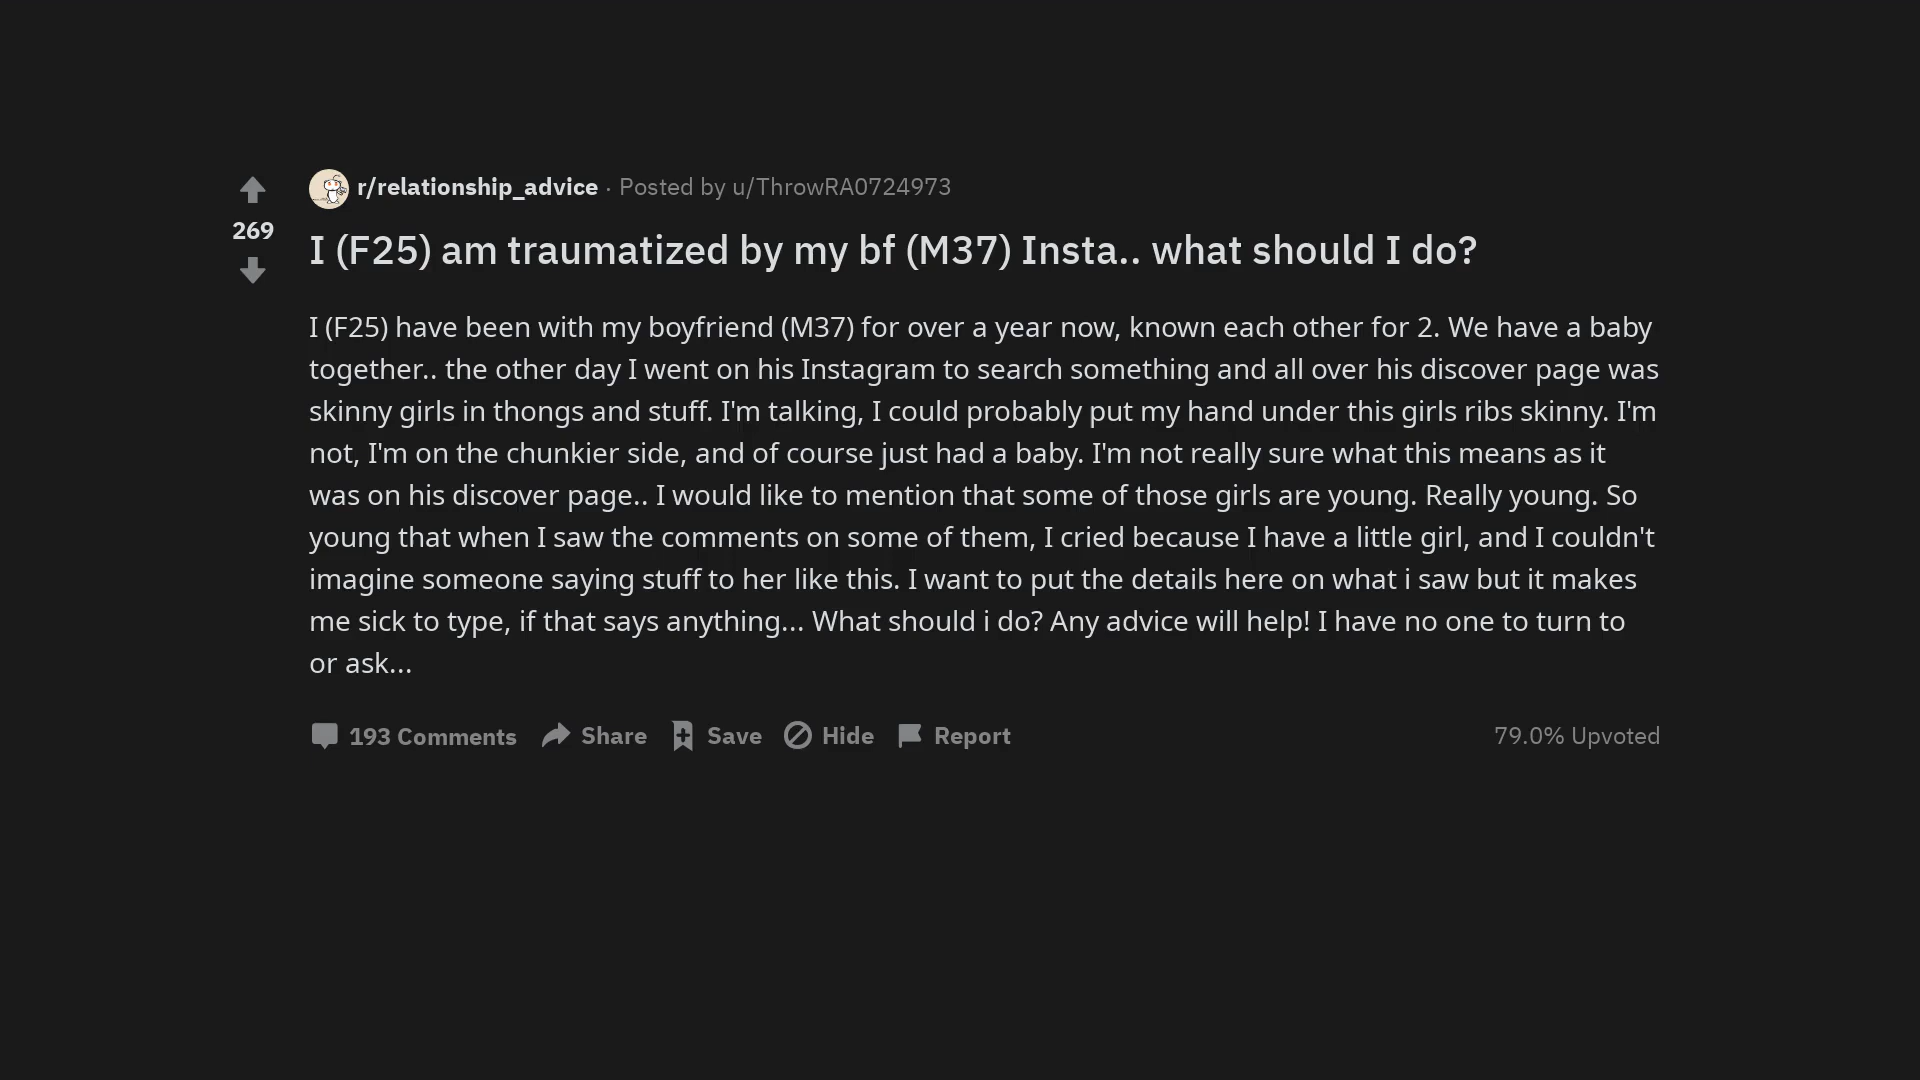 r/relationship_advice · Posted by u/ThrowRA0724973
269
I (F25) am traumatized by my bf (M37) Insta.. what should I do?
I (F25) have been with my boyfriend (M37) for over a year now, known each other for 2. We have a baby
together.. the other day I went on his Instagram to search something and all over his discover page was
skinny girls in thongs and stuff. I'm talking, I could probably put my hand under this girls ribs skinny. I'm
not, I'm on the chunkier side, and of course just had a baby. I'm not really sure what this means as it
was on his discover page.. I would like to mention that some of those girls are young. Really young. So
young that when I saw the comments on some of them, I cried because I have a little girl, and I couldn't
imagine someone saying stuff to her like this. I want to put the details here on what i saw but it makes
me sick to type, if that says anything... What should i do? Any advice will help! I have no one to turn to
or ask...
193 Comments Share Save Hide Report 79.0% Upvoted